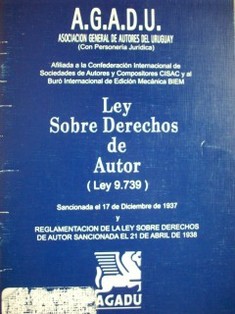 A.G.A.D.U.
ASOCIACION GENERAL DE AUTORES DEL URUGUAY
(Con Personería Jurídica)
Afiliada a la Confederación Internacional de
Sociedades de Autores y Compositores CISAC y al
Buró Internacional de Edición Mecánica BIEM
Ley
Sobre Derechos
de
Autor
( Ley 9.739 )
Sancionada el 17 de Diciembre de 1937
y
REGLAMENTACION DE LA LEY SOBRE DERECHOS
DE AUTOR SANCIONADA EL 21 DE ABRIL DE 1938
AGADU